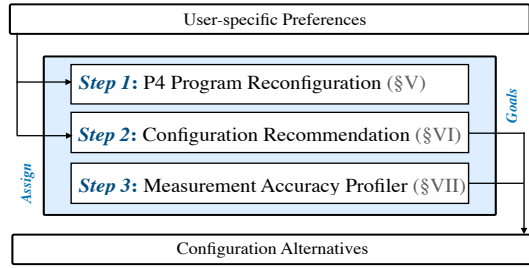 User-specific Preferences
Step 1: P4 Program Reconfiguration (§V)
Step 2: Configuration Recommendation (§VI)
Step 3: Measurement Accuracy Profiler (§VII)
Assign
Goals
Configuration Alternatives